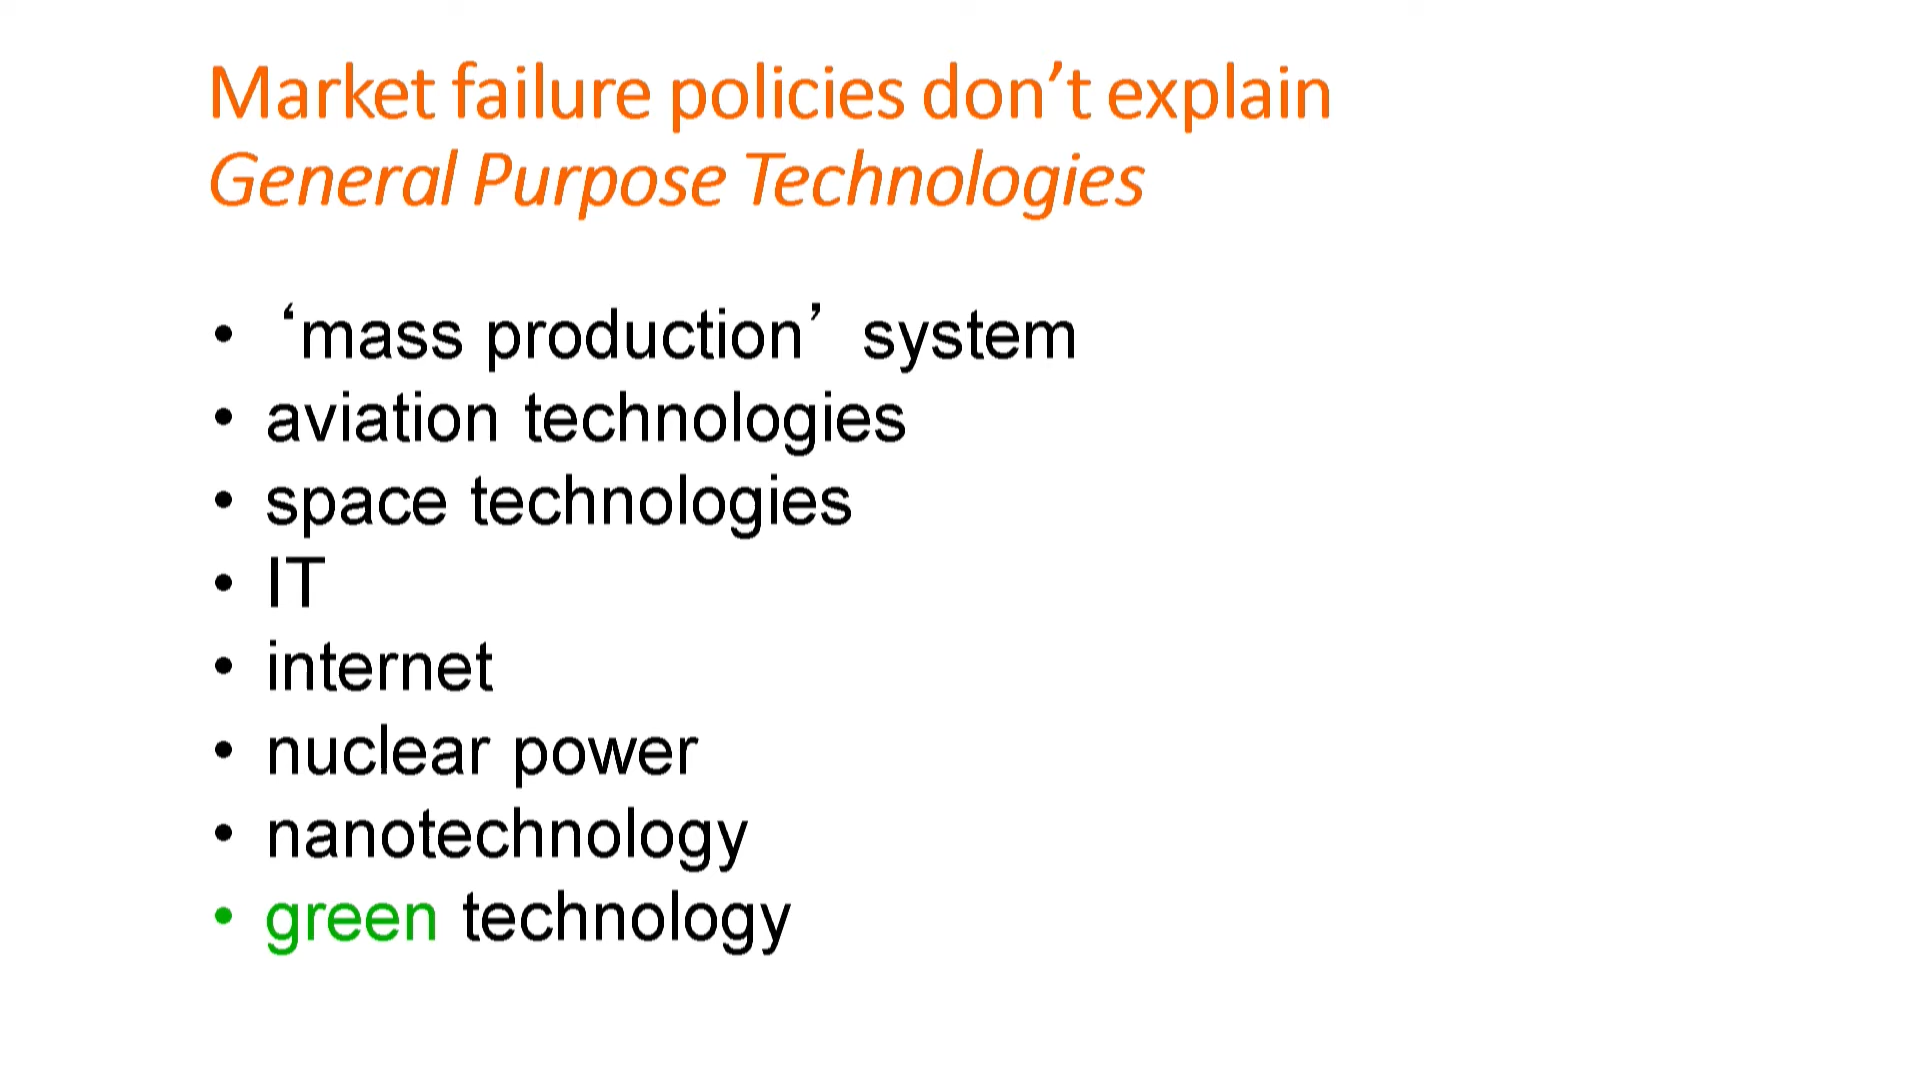 Market failure policies don’t explain
General Purpose Technologies
• ‘mass production’ system
• aviation technologies
• space technologies
• IT
• internet
• nuclear power
• nanotechnology
• green technology